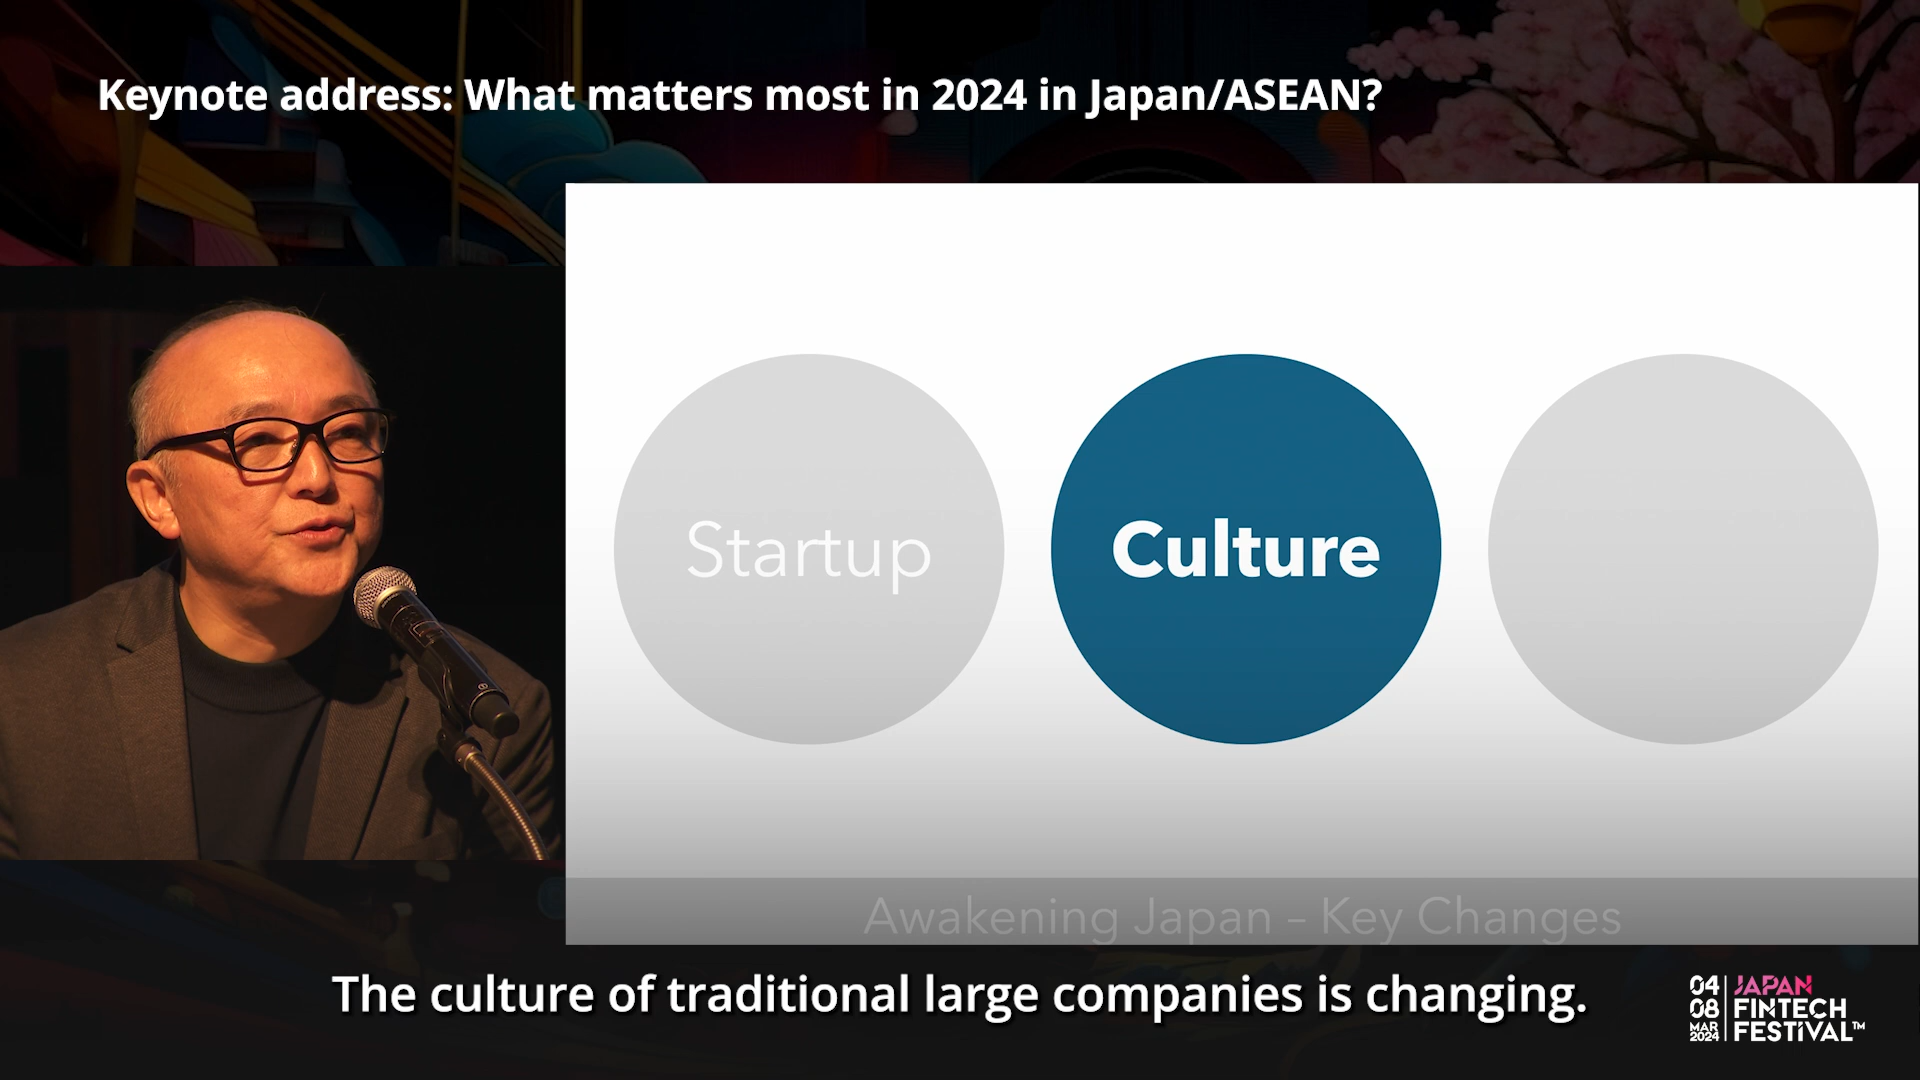 Keynote address: What matters most in 2024 in Japan/ASEAN?
Startup
Culture
Awakening Japan – Key Changes
The culture of traditional large companies is changing.
04
08
MAR
2024
JAPAN
FINTECH
FESTIVAL™